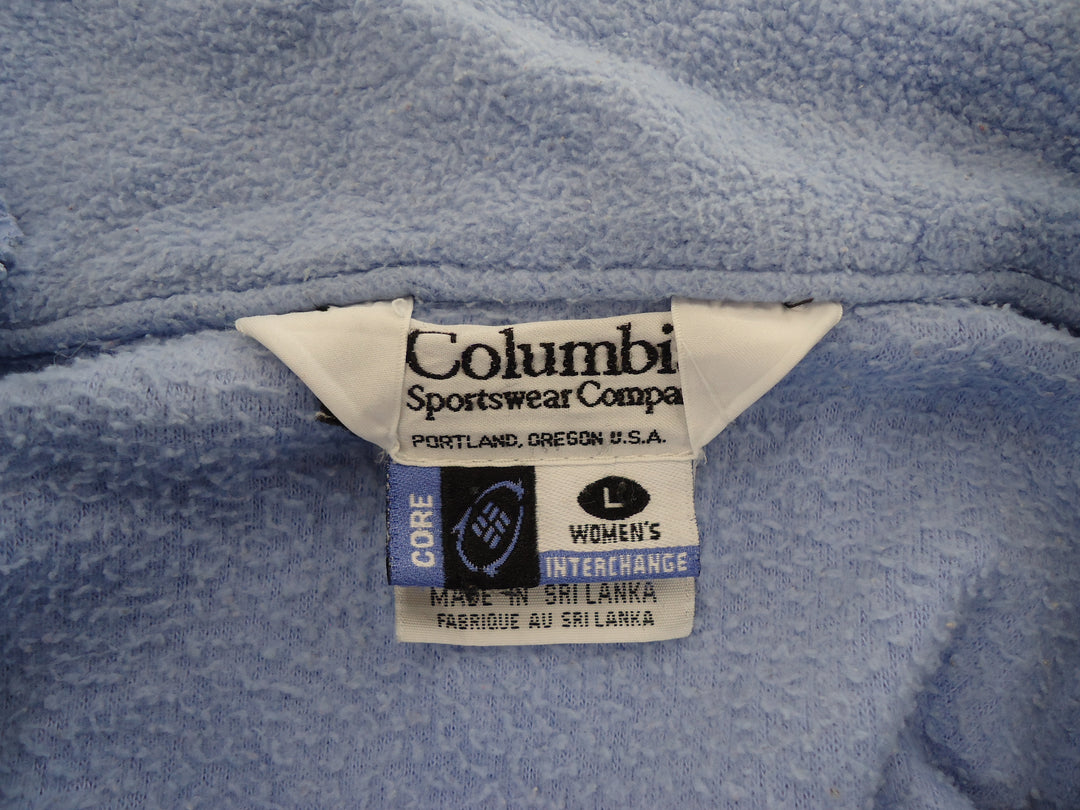 Columbi
Sportswear Compa
PORTLAND, OREGON U.S.A.
CORE
L
WOMEN'S
INTERCHANGE
MADE IN SRI LANKA
FABRIQUE AU SRI LANKA